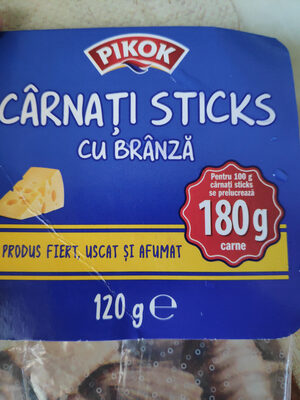 PIKOK
CÂRNAȚI STICKS
CU BRÂNZĂ
Pentru 100 g
cârnați sticks
se prelucrează
180g
carne
PRODUS FIERT, USCAT ȘI AFUMAT
120 g e